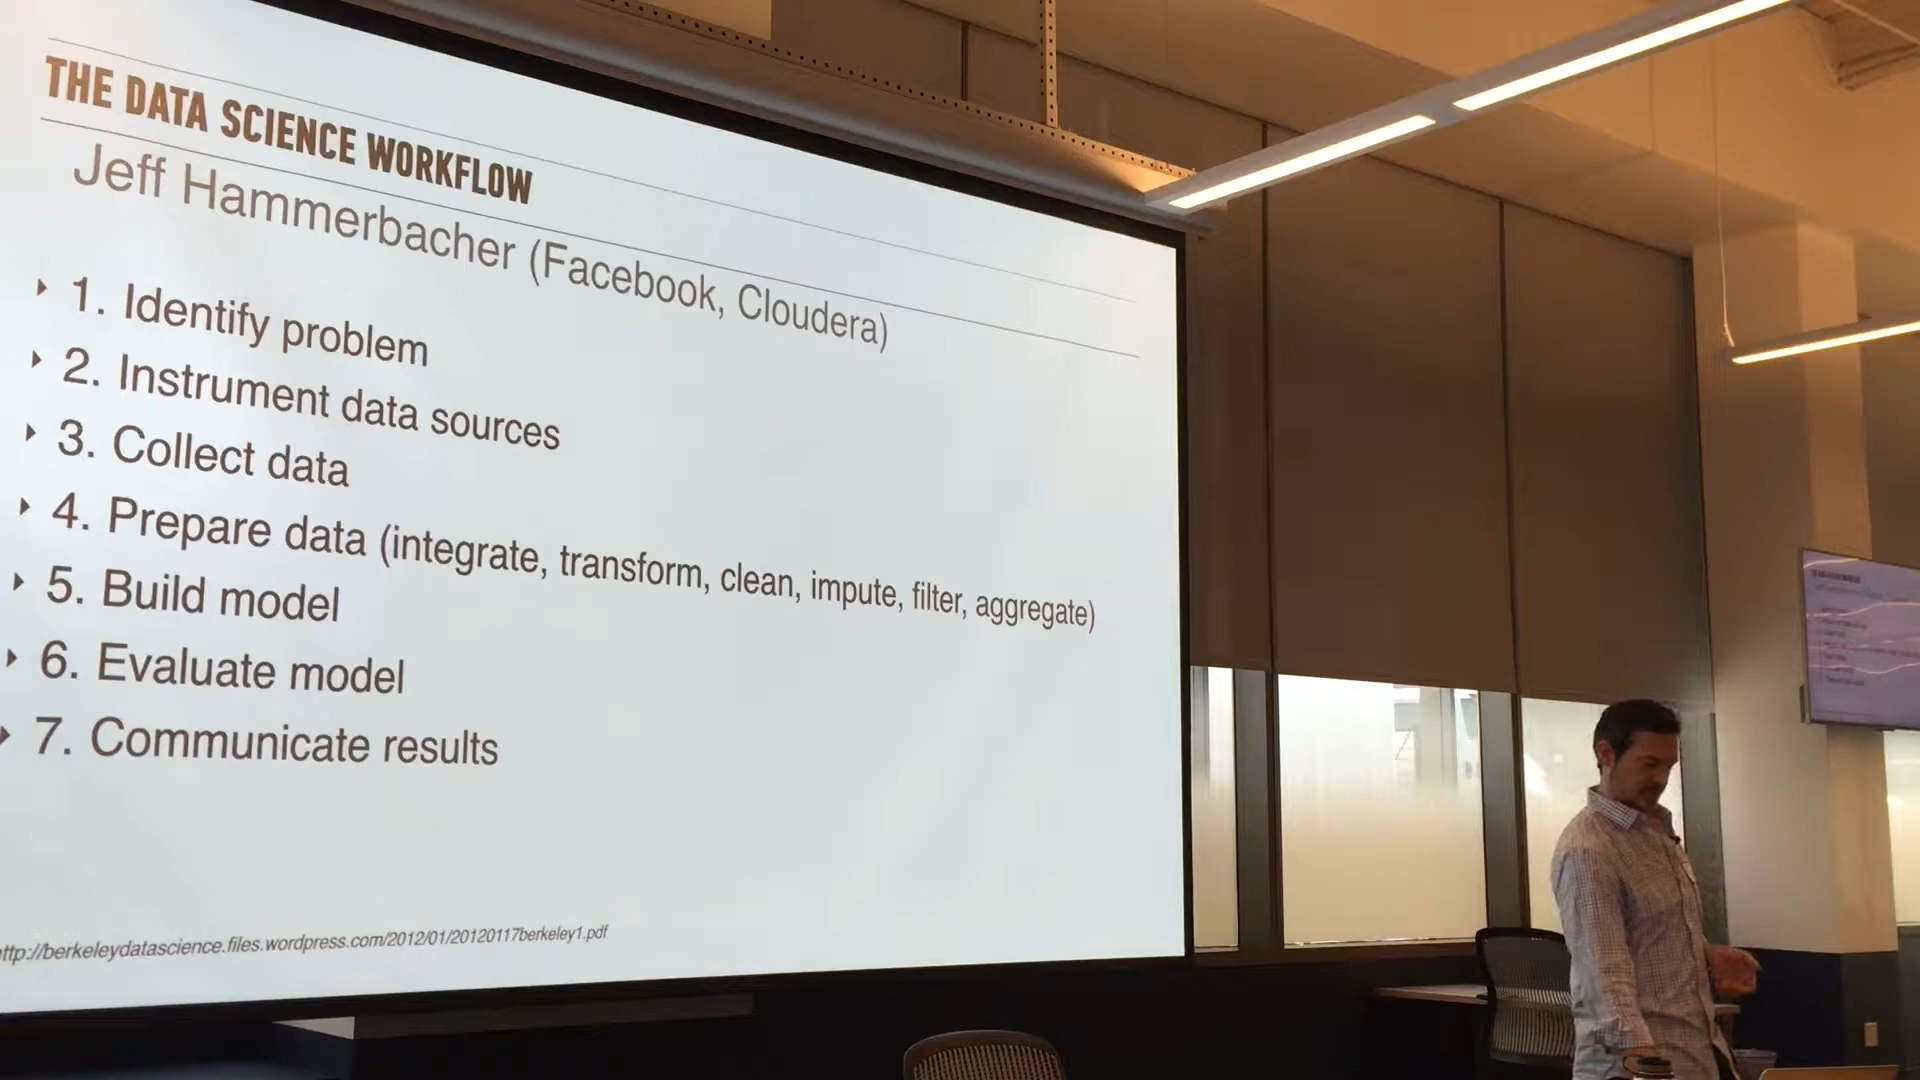 THE DATA SCIENCE WORKFLOW
Jeff Hammerbacher (Facebook, Cloudera)
1. Identify problem
2. Instrument data sources
3. Collect data
4. Prepare data (integrate, transform, clean, impute, filter, aggregate)
5. Build model
6. Evaluate model
7. Communicate results
ttp://berkeleydatascience.files.wordpress.com/2012/01/20120117berkeley1.pdf